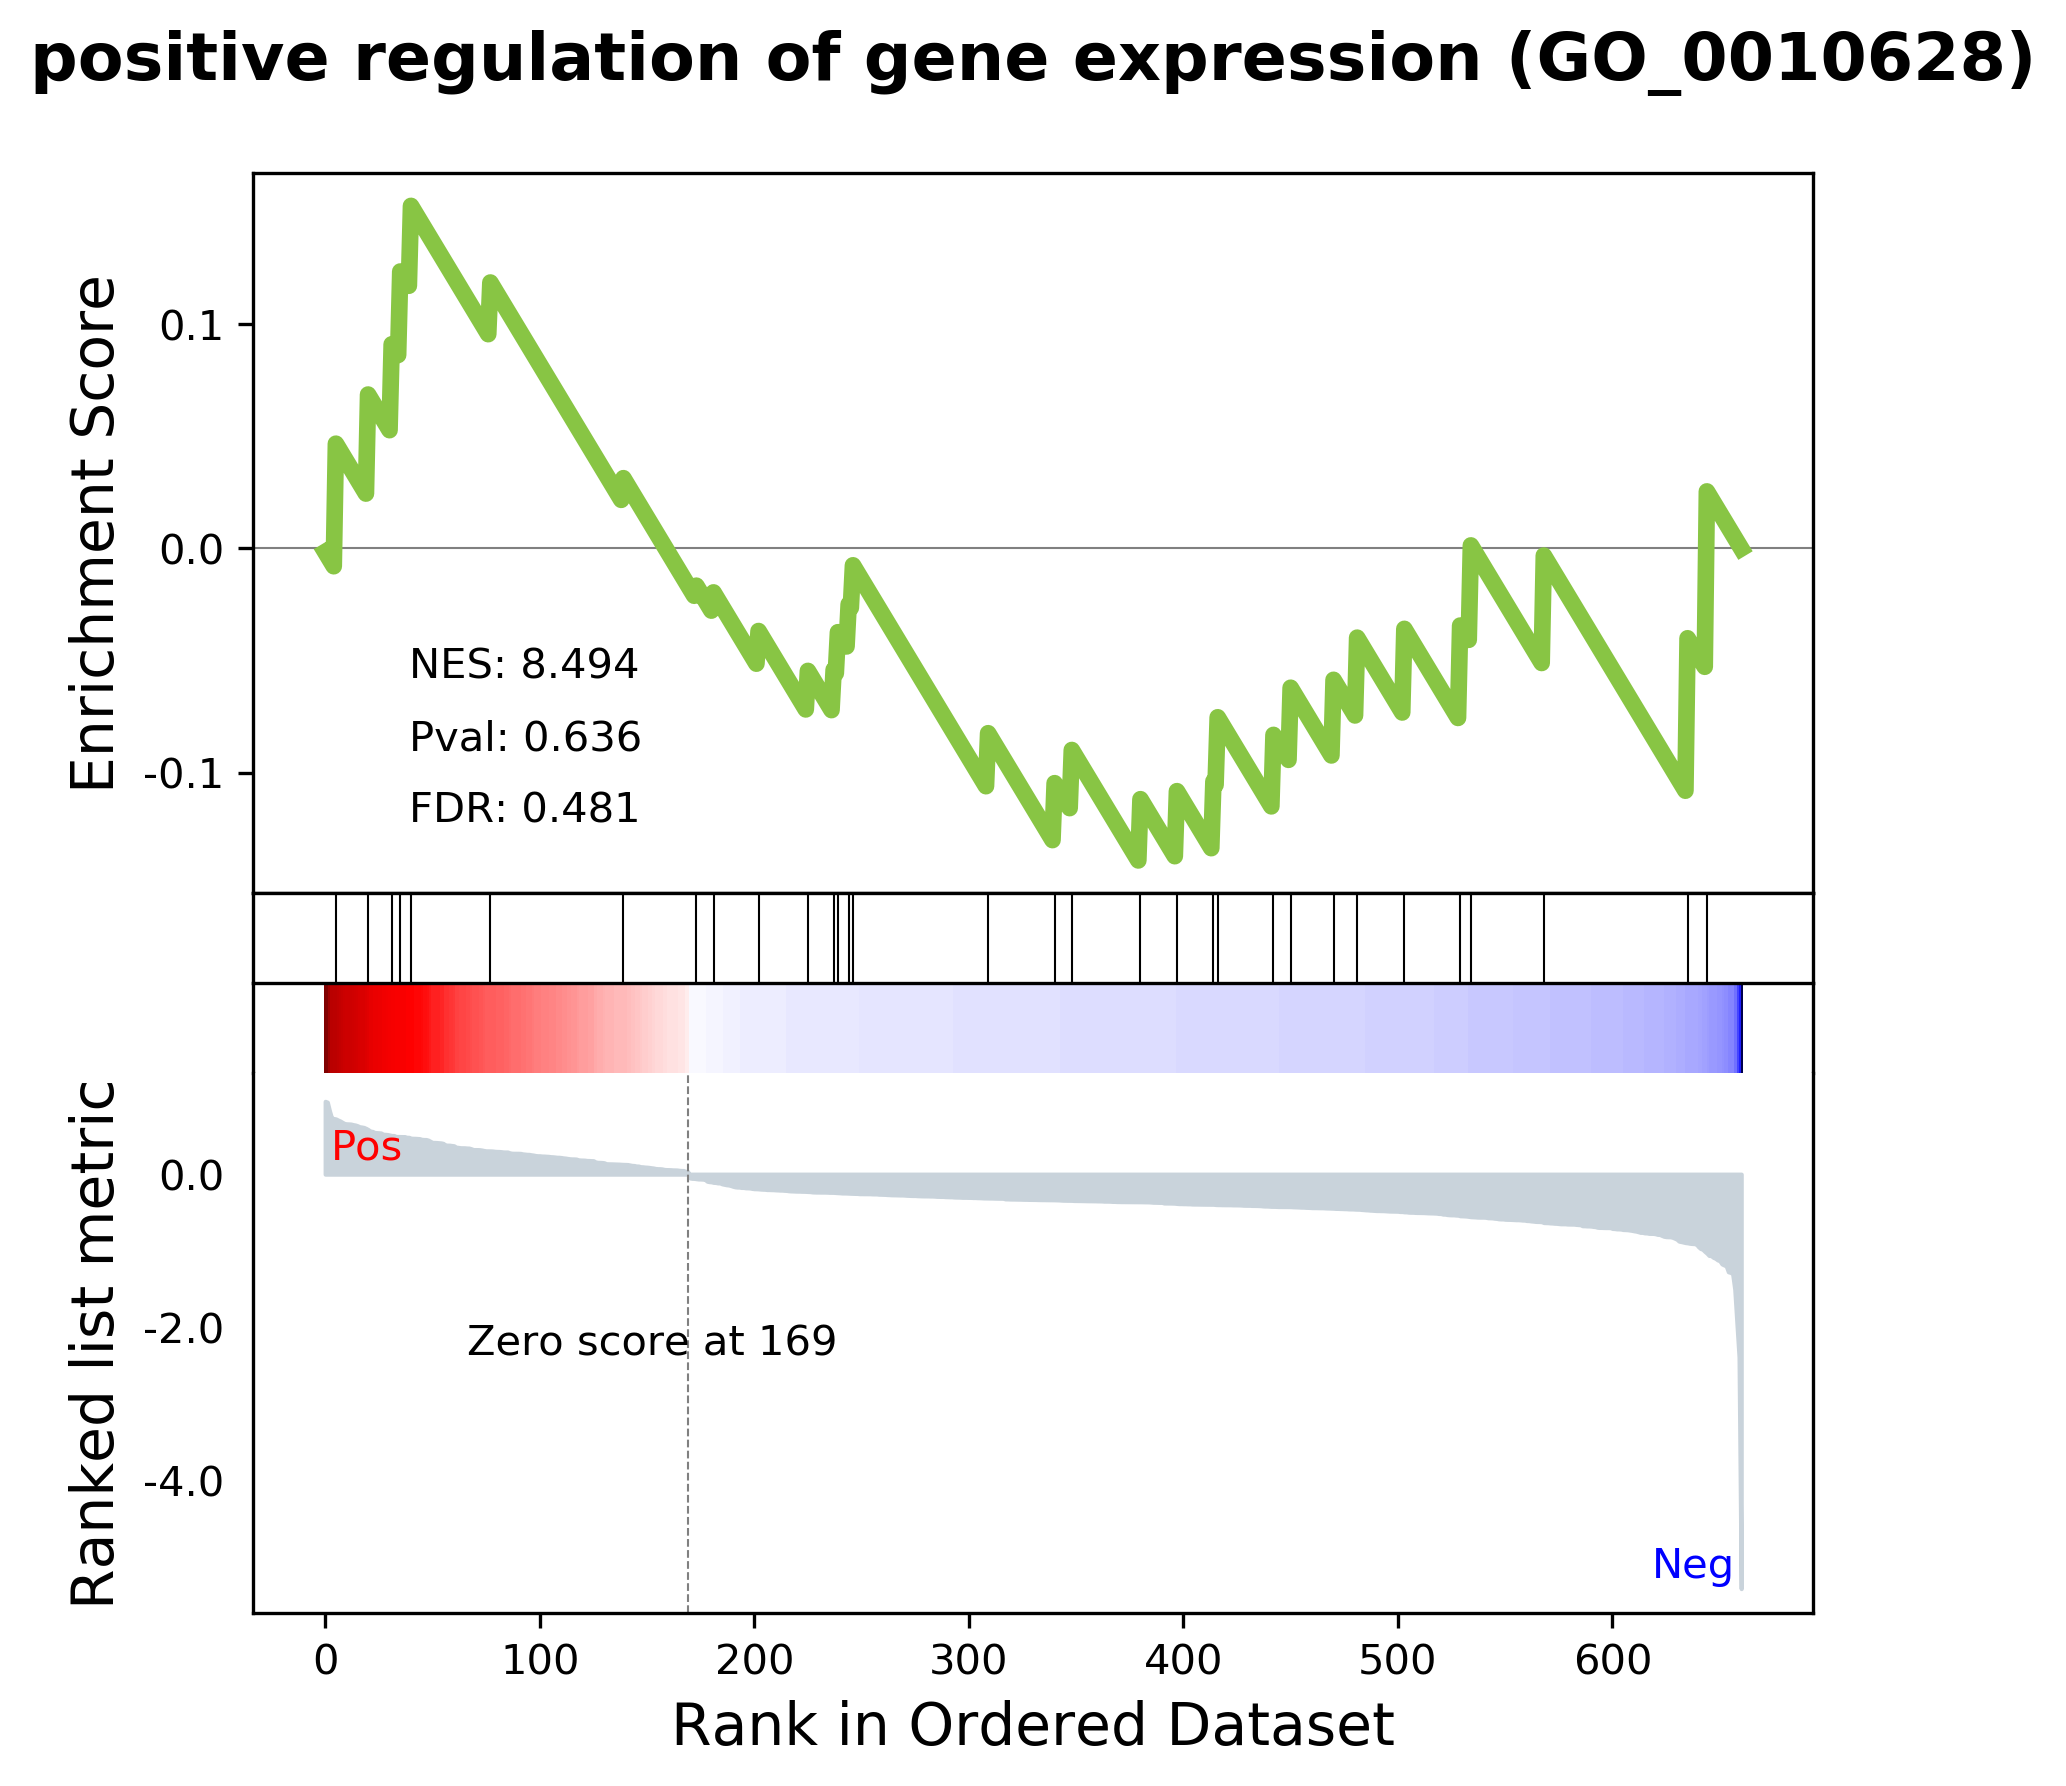 positive regulation of gene expression (GO_0010628)
Enrichment Score
0.1
0.0
-0.1
NES: 8.494
Pval: 0.636
FDR: 0.481
Ranked list metric
0.0
-2.0
-4.0
Pos
Zero score at 169
Neg
0 100 200 300 400 500 600
Rank in Ordered Dataset